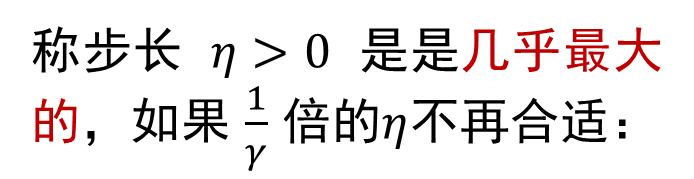 称步长 η > 0 是是几乎最大
的，如果 1/γ 倍的η不再合适：